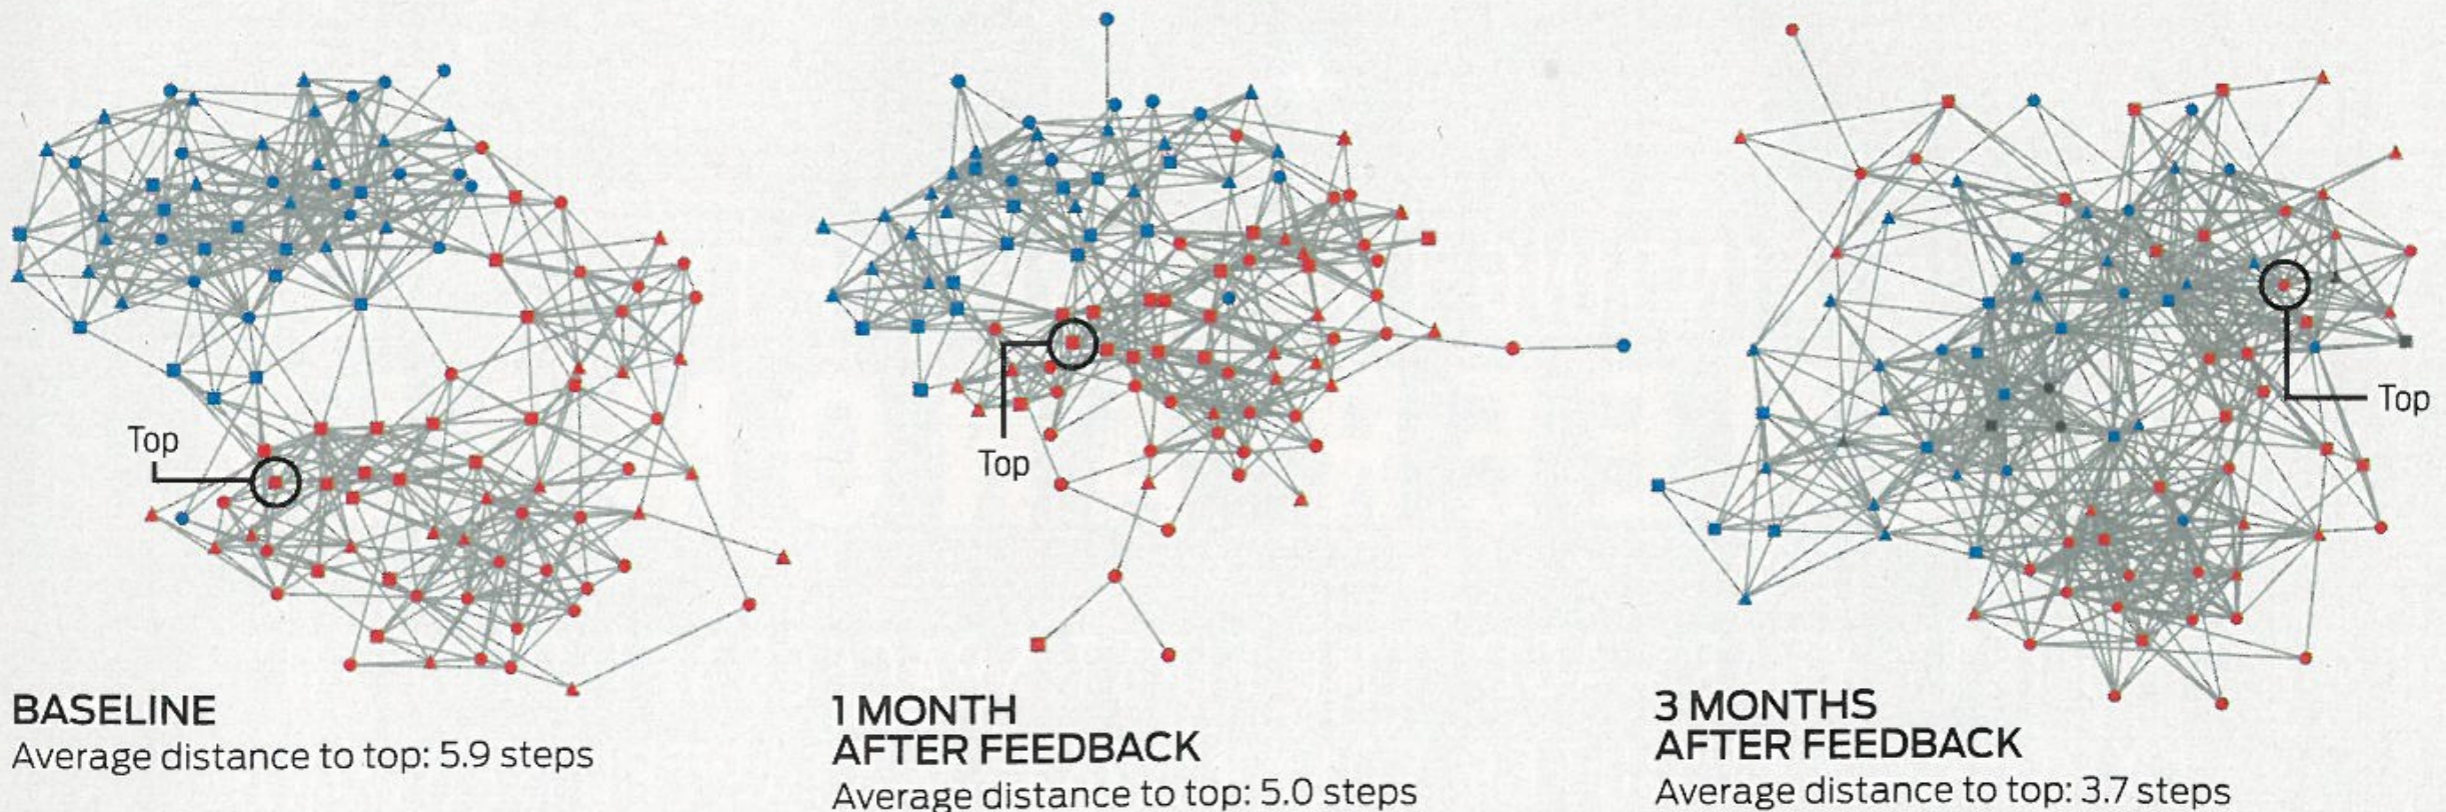 Top
BASELINE
Average distance to top: 5.9 steps
Top
1 MONTH
AFTER FEEDBACK
Average distance to top: 5.0 steps
Top
3 MONTHS
AFTER FEEDBACK
Average distance to top: 3.7 steps